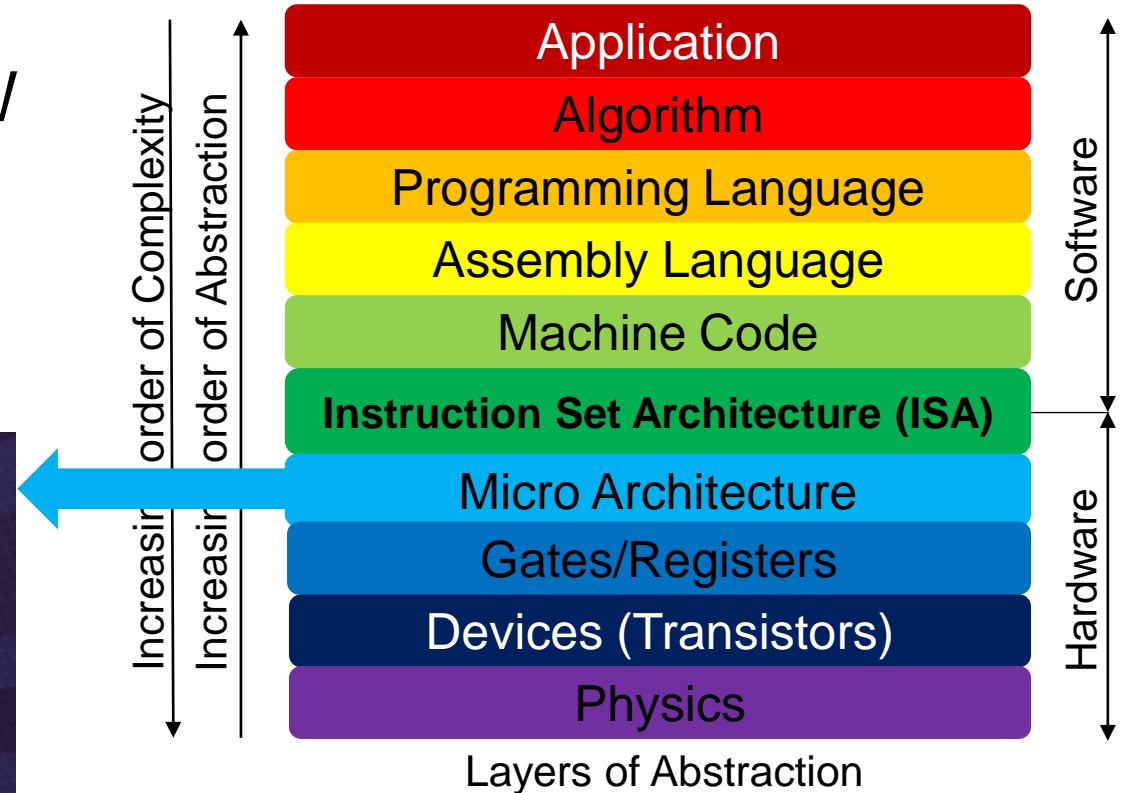 /
Increasing order of Complexity
Increasing order of Abstraction
Application
Algorithm
Programming Language
Assembly Language
Machine Code
Instruction Set Architecture (ISA)
Micro Architecture
Gates/Registers
Devices (Transistors)
Physics
Software
Hardware
Layers of Abstraction